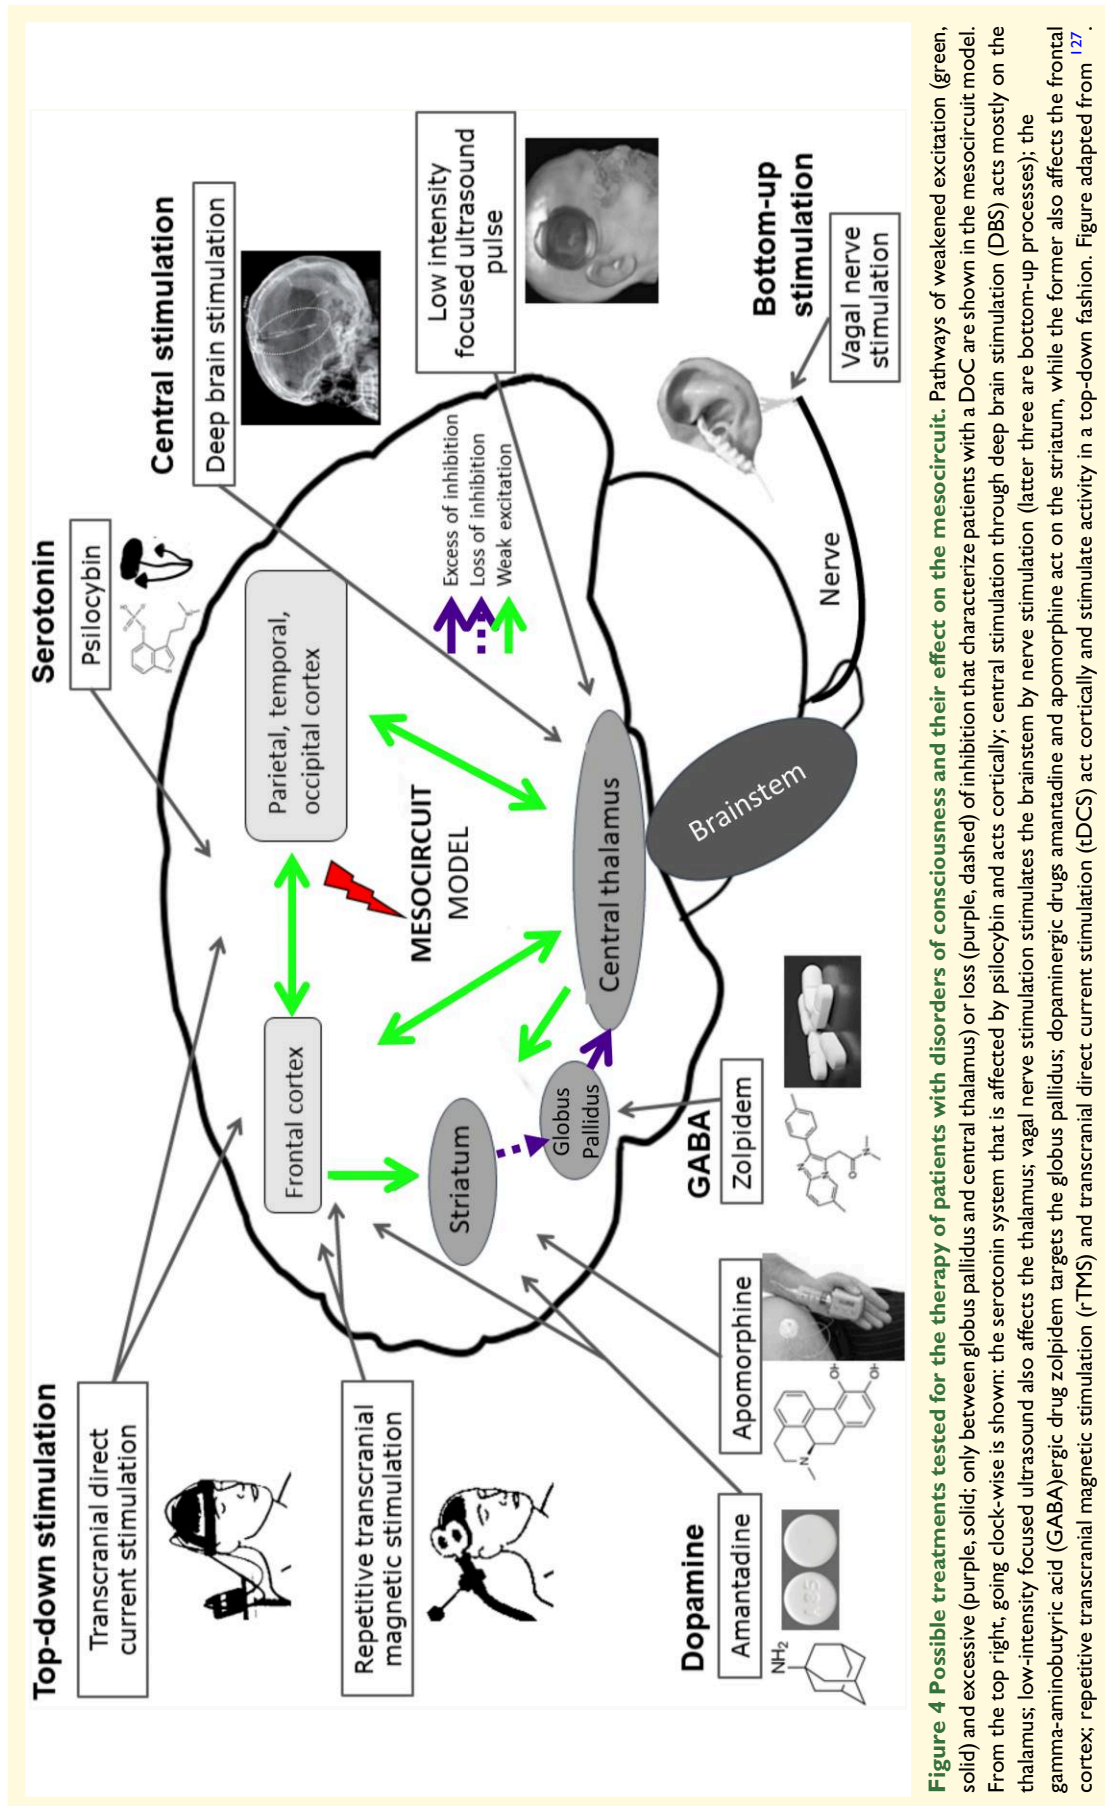 Top-down stimulation
Transcranial direct
current stimulation
Repetitive transcranial
magnetic stimulation
Serotonin
Psilocybin
Central stimulation
Deep brain stimulation
Low intensity
focused ultrasound
pulse
Bottom-up
stimulation
Vagal nerve
stimulation
Nerve
Excess of inhibition
Loss of inhibition
Weak excitation
Frontal cortex
Parietal, temporal,
occipital cortex
MESOCIRCUIT
MODEL
Striatum
Globus
Pallidus
Central thalamus
Brainstem
Dopamine
Amantadine
NH₂
Apomorphine
N
OH
OH
GABA
Zolpidem
N
N
O
N
Figure 4 Possible treatments tested for the therapy of patients with disorders of consciousness and their effect on the mesocircuit. Pathways of weakened excitation (green,
solid) and excessive (purple, solid; only between globus pallidus and central thalamus) or loss (purple, dashed) of inhibition that characterize patients with a DoC are shown in the mesocircuit model.
From the top right, going clock-wise is shown: the serotonin system that is affected by psilocybin and acts cortically; central stimulation through deep brain stimulation (DBS) acts mostly on the
thalamus; low-intensity focused ultrasound also affects the thalamus; vagal nerve stimulation stimulates the brainstem by nerve stimulation (latter three are bottom-up processes); the
gamma-aminobutyric acid (GABA)ergic drug zolpidem targets the globus pallidus; dopaminergic drugs amantadine and apomorphine act on the striatum, while the former also affects the frontal
cortex; repetitive transcranial magnetic stimulation (rTMS) and transcranial direct current stimulation (tDCS) act cortically and stimulate activity in a top-down fashion. Figure adapted from 127.